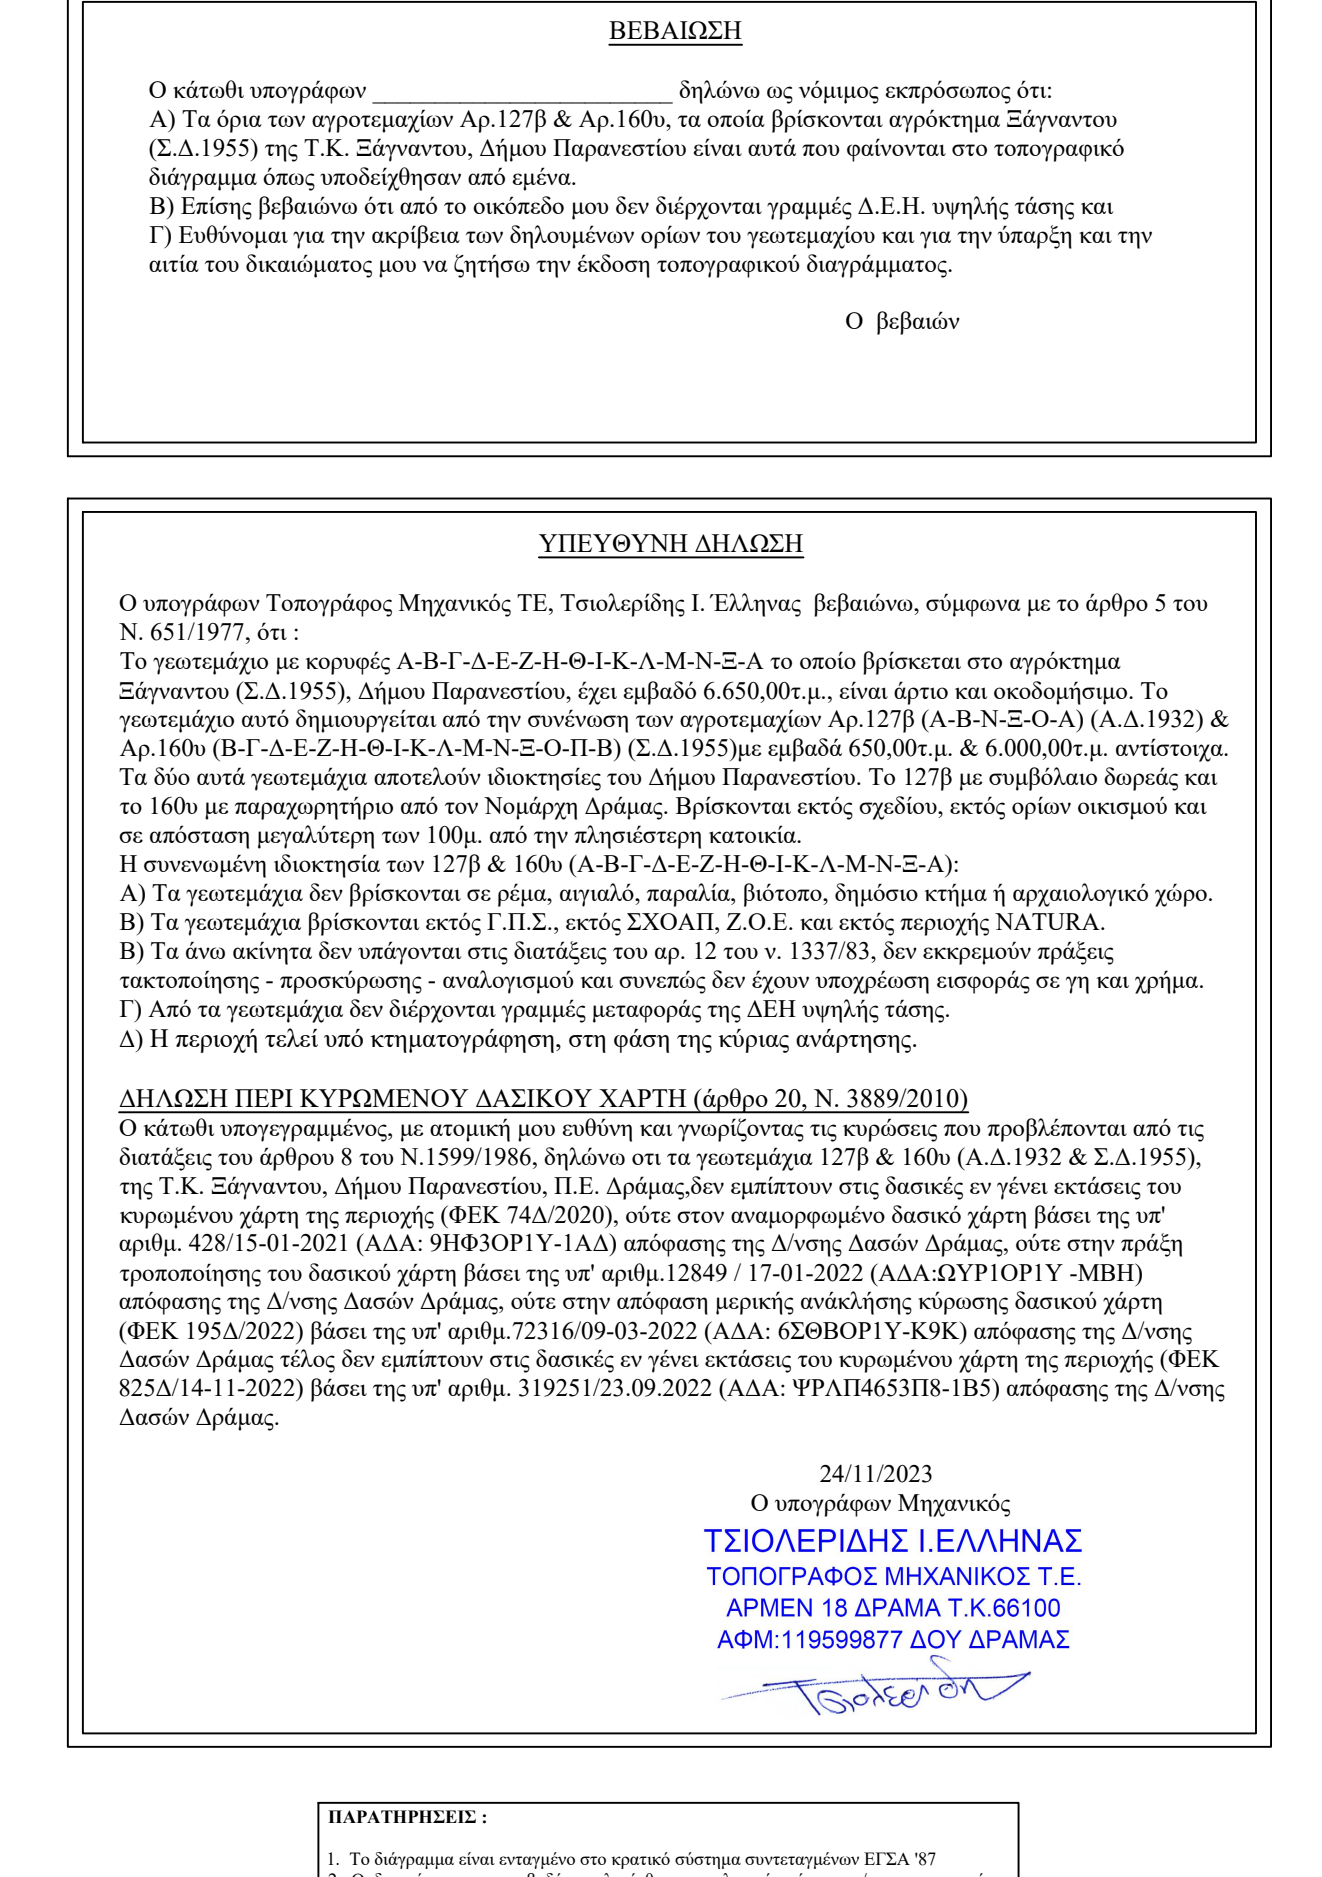 ΒΕΒΑΙΩΣΗ
Ο κάτωθι υπογράφων ________________________ δηλώνω ως νόμιμος εκπρόσωπος ότι:
Α) Τα όρια των αγροτεμαχίων Αρ.127β & Αρ.160υ, τα οποία βρίσκονται αγρόκτημα Ξάγναντου
(Σ.Δ.1955) της Τ.Κ. Ξάγναντου, Δήμου Παρανεστίου είναι αυτά που φαίνονται στο τοπογραφικό
διάγραμμα όπως υποδείχθησαν από εμένα.
Β) Επίσης βεβαιώνω ότι από το οικόπεδο μου δεν διέρχονται γραμμές Δ.Ε.Η. υψηλής τάσης και
Γ) Ευθύνομαι για την ακρίβεια των δηλουμένων ορίων του γεωτεμαχίου και για την ύπαρξη και την
αιτία του δικαιώματος μου να ζητήσω την έκδοση τοπογραφικού διαγράμματος.
Ο βεβαιών
ΥΠΕΥΘΥΝΗ ΔΗΛΩΣΗ
Ο υπογράφων Τοπογράφος Μηχανικός ΤΕ, Τσιολερίδης Ι. Έλληνας βεβαιώνω, σύμφωνα με το άρθρο 5 του
Ν. 651/1977, ότι :
Το γεωτεμάχιο με κορυφές Α-Β-Γ-Δ-Ε-Ζ-Η-Θ-Ι-Κ-Λ-Μ-Ν-Ξ-Α το οποίο βρίσκεται στο αγρόκτημα
Ξάγναντου (Σ.Δ.1955), Δήμου Παρανεστίου, έχει εμβαδό 6.650,00τ.μ., είναι άρτιο και οκοδομήσιμο. Το
γεωτεμάχιο αυτό δημιουργείται από την συνένωση των αγροτεμαχίων Αρ.127β (Α-Β-Ν-Ξ-Ο-Α) (Α.Δ.1932) &
Αρ.160υ (Β-Γ-Δ-Ε-Ζ-Η-Θ-Ι-Κ-Λ-Μ-Ν-Ξ-Ο-Π-Β) (Σ.Δ.1955)με εμβαδά 650,00τ.μ. & 6.000,00τ.μ. αντίστοιχα.
Τα δύο αυτά γεωτεμάχια αποτελούν ιδιοκτησίες του Δήμου Παρανεστίου. Το 127β με συμβόλαιο δωρεάς και
το 160υ με παραχωρητήριο από τον Νομάρχη Δράμας. Βρίσκονται εκτός σχεδίου, εκτός ορίων οικισμού και
σε απόσταση μεγαλύτερη των 100μ. από την πλησιέστερη κατοικία.
Η συνενωμένη ιδιοκτησία των 127β & 160υ (Α-Β-Γ-Δ-Ε-Ζ-Η-Θ-Ι-Κ-Λ-Μ-Ν-Ξ-Α):
Α) Τα γεωτεμάχια δεν βρίσκονται σε ρέμα, αιγιαλό, παραλία, βιότοπο, δημόσιο κτήμα ή αρχαιολογικό χώρο.
Β) Τα γεωτεμάχια βρίσκονται εκτός Γ.Π.Σ., εκτός ΣΧΟΑΠ, Ζ.Ο.Ε. και εκτός περιοχής NATURA.
Β) Τα άνω ακίνητα δεν υπάγονται στις διατάξεις του αρ. 12 του ν. 1337/83, δεν εκκρεμούν πράξεις
τακτοποίησης - προσκύρωσης - αναλογισμού και συνεπώς δεν έχουν υποχρέωση εισφοράς σε γη και χρήμα.
Γ) Από τα γεωτεμάχια δεν διέρχονται γραμμές μεταφοράς της ΔΕΗ υψηλής τάσης.
Δ) Η περιοχή τελεί υπό κτηματογράφηση, στη φάση της κύριας ανάρτησης.
ΔΗΛΩΣΗ ΠΕΡΙ ΚΥΡΩΜΕΝΟΥ ΔΑΣΙΚΟΥ ΧΑΡΤΗ (άρθρο 20, Ν. 3889/2010)
Ο κάτωθι υπογεγραμμένος, με ατομική μου ευθύνη και γνωρίζοντας τις κυρώσεις που προβλέπονται από τις
διατάξεις του άρθρου 8 του Ν.1599/1986, δηλώνω οτι τα γεωτεμάχια 127β & 160υ (Α.Δ.1932 & Σ.Δ.1955),
της Τ.Κ. Ξάγναντου, Δήμου Παρανεστίου, Π.Ε. Δράμας,δεν εμπίπτουν στις δασικές εν γένει εκτάσεις του
κυρωμένου χάρτη της περιοχής (ΦΕΚ 74Δ/2020), ούτε στον αναμορφωμένο δασικό χάρτη βάσει της υπ'
αριθμ. 428/15-01-2021 (ΑΔΑ: 9ΗΦ3ΟΡ1Υ-1ΑΔ) απόφασης της Δ/νσης Δασών Δράμας, ούτε στην πράξη
τροποποίησης του δασικού χάρτη βάσει της υπ' αριθμ.12849 / 17-01-2022 (ΑΔΑ:ΩΥΡ1ΟΡ1Υ -ΜΒΗ)
απόφασης της Δ/νσης Δασών Δράμας, ούτε στην απόφαση μερικής ανάκλήσης κύρωσης δασικού χάρτη
(ΦΕΚ 195Δ/2022) βάσει της υπ' αριθμ.72316/09-03-2022 (ΑΔΑ: 6ΣΘΒΟΡ1Υ-Κ9Κ) απόφασης της Δ/νσης
Δασών Δράμας τέλος δεν εμπίπτουν στις δασικές εν γένει εκτάσεις του κυρωμένου χάρτη της περιοχής (ΦΕΚ
825Δ/14-11-2022) βάσει της υπ' αριθμ. 319251/23.09.2022 (ΑΔΑ: ΨΡΛΠ4653Π8-1Β5) απόφασης της Δ/νσης
Δασών Δράμας.
24/11/2023
Ο υπογράφων Μηχανικός
ΤΣΙΟΛΕΡΙΔΗΣ Ι.ΕΛΛΗΝΑΣ
ΤΟΠΟΓΡΑΦΟΣ ΜΗΧΑΝΙΚΟΣ Τ.Ε.
ΑΡΜΕΝ 18 ΔΡΑΜΑ Τ.Κ.66100
ΑΦΜ:119599877 ΔΟΥ ΔΡΑΜΑΣ
ΠΑΡΑΤΗΡΗΣΕΙΣ :
1. Το διάγραμμα είναι ενταγμένο στο κρατικό σύστημα συντεταγμένων ΕΓΣΑ '87